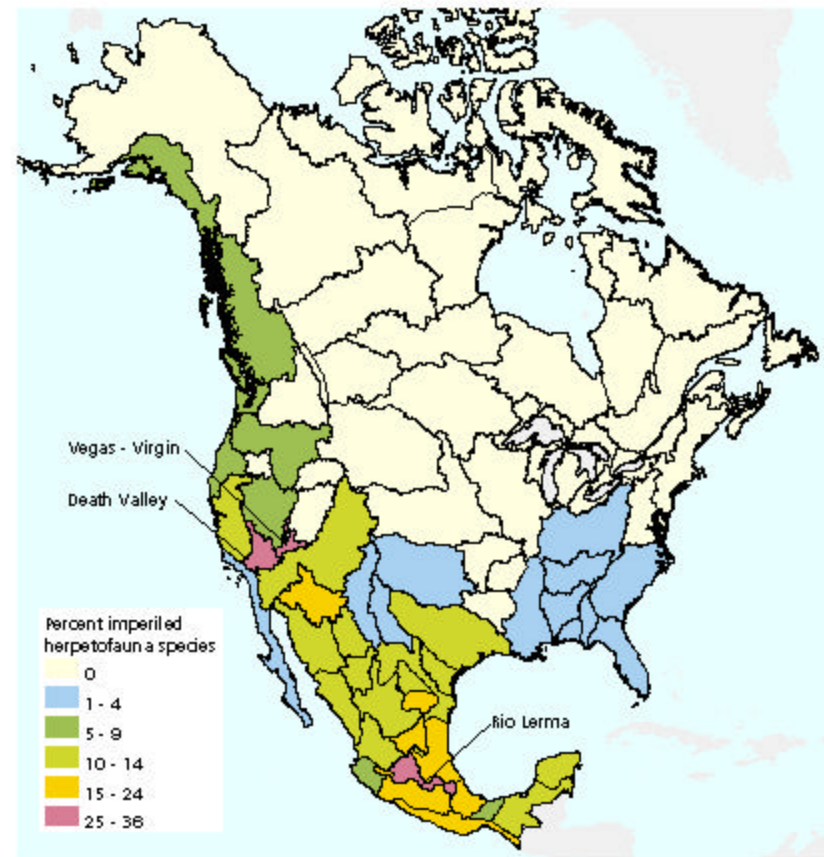 Vegas - Virgin
Death Valley
Rio Lerma
Percent imperiled
herpetofauna species
0
1 - 4
5 - 9
10 - 14
15 - 24
25 - 36